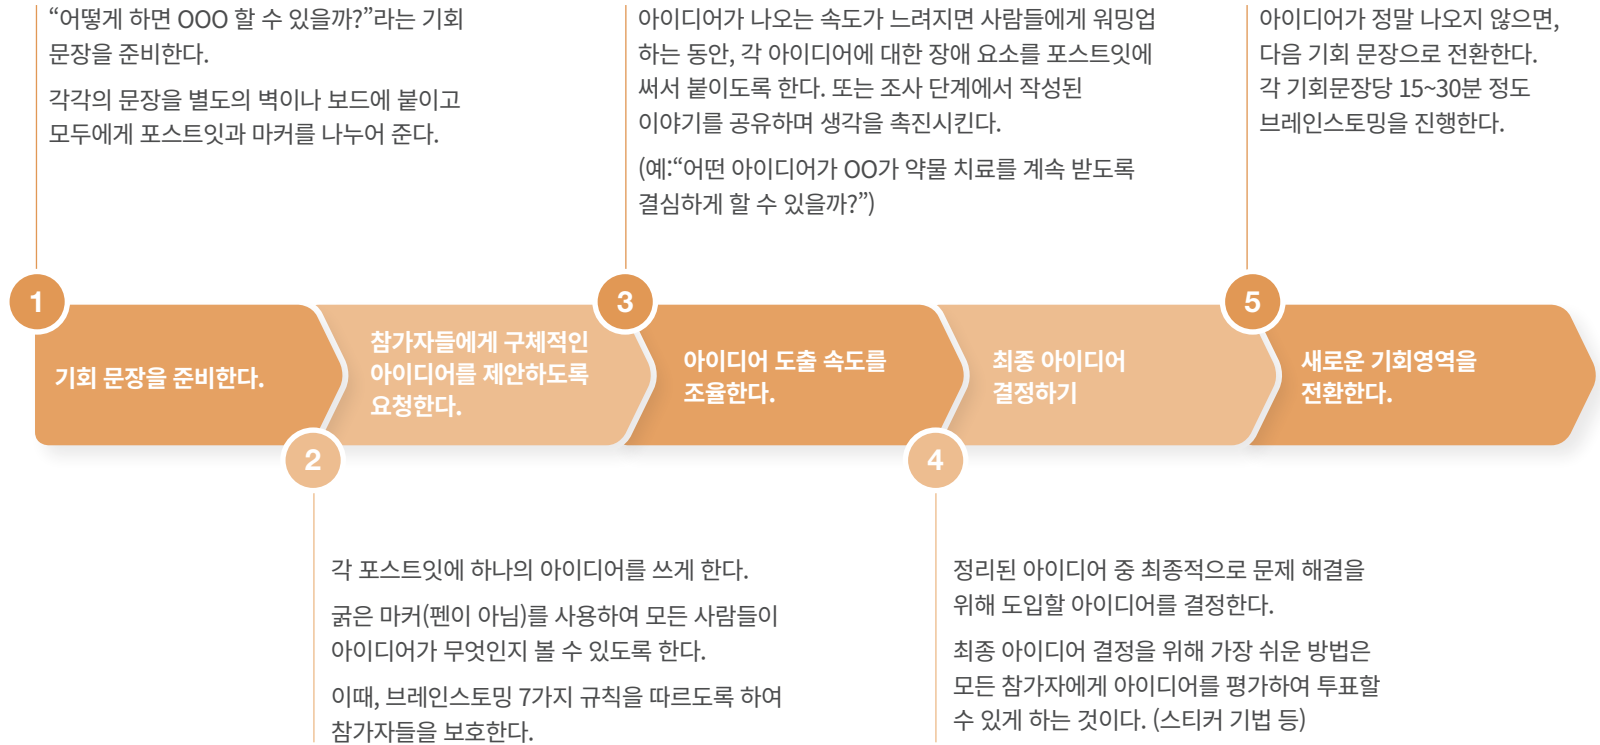 “어떻게 하면 OOO 할 수 있을까?”라는 기회
문장을 준비한다.
각각의 문장을 별도의 벽이나 보드에 붙이고
모두에게 포스트잇과 마커를 나누어 준다.
아이디어가 나오는 속도가 느려지면 사람들에게 워밍업
하는 동안, 각 아이디어에 대한 장애 요소를 포스트잇에
써서 붙이도록 한다. 또는 조사 단계에서 작성된
이야기를 공유하며 생각을 촉진시킨다.
(예:“어떤 아이디어가 OO가 약물 치료를 계속 받도록
결심하게 할 수 있을까?”)
아이디어가 정말 나오지 않으면,
다음 기회 문장으로 전환한다.
각 기회문장당 15~30분 정도
브레인스토밍을 진행한다.
1
기회 문장을 준비한다.
2
참가자들에게 구체적인
아이디어를 제안하도록
요청한다.
3
아이디어 도출 속도를
조율한다.
4
최종 아이디어
결정하기
5
새로운 기회영역을
전환한다.
각 포스트잇에 하나의 아이디어를 쓰게 한다.
굵은 마커(펜이 아님)를 사용하여 모든 사람들이
아이디어가 무엇인지 볼 수 있도록 한다.
이때, 브레인스토밍 7가지 규칙을 따르도록 하여
참가자들을 보호한다.
정리된 아이디어 중 최종적으로 문제 해결을
위해 도입할 아이디어를 결정한다.
최종 아이디어 결정을 위해 가장 쉬운 방법은
모든 참가자에게 아이디어를 평가하여 투표할
수 있게 하는 것이다. (스티커 기법 등)